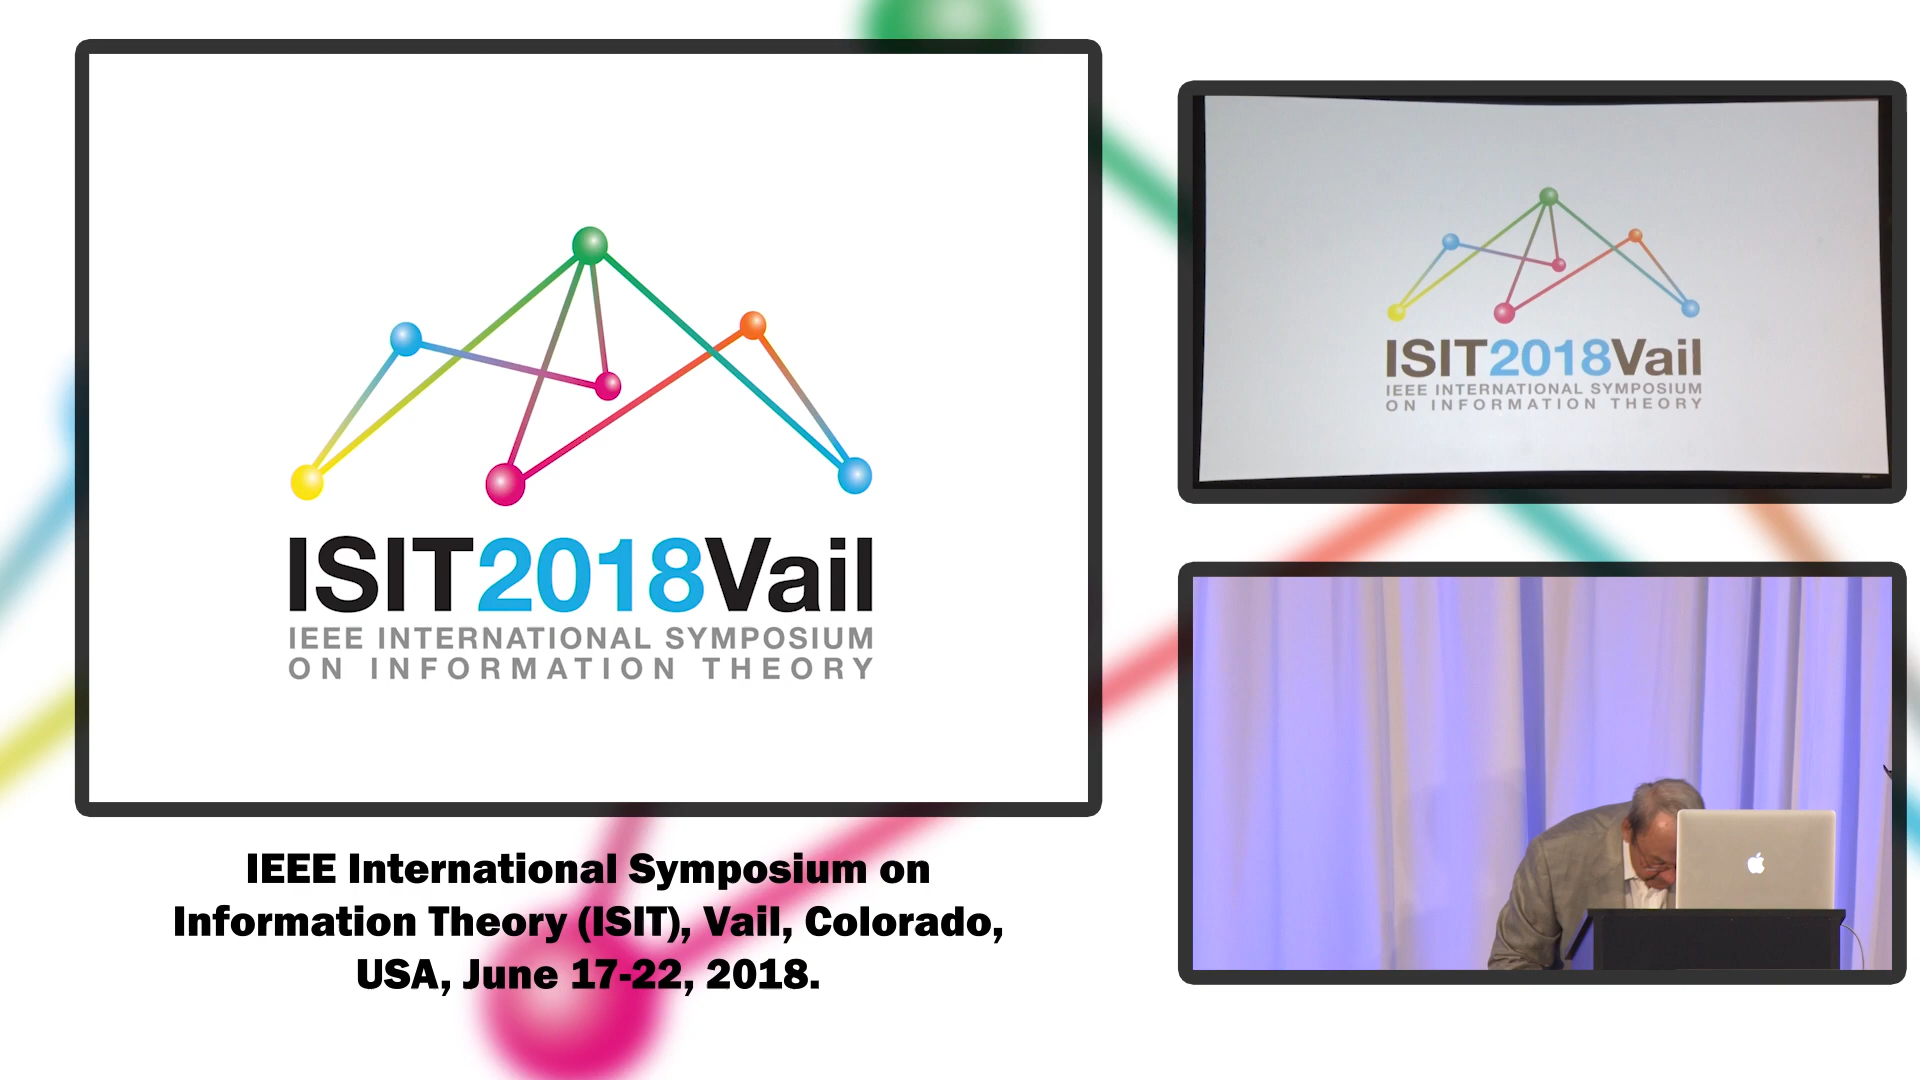 ISIT2018Vail
IEEE INTERNATIONAL SYMPOSIUM
ON INFORMATION THEORY
IEEE International Symposium on
Information Theory (ISIT), Vail, Colorado,
USA, June 17-22, 2018.
ISIT2018Vail
IEEE INTERNATIONAL SYMPOSIUM
ON INFORMATION THEORY